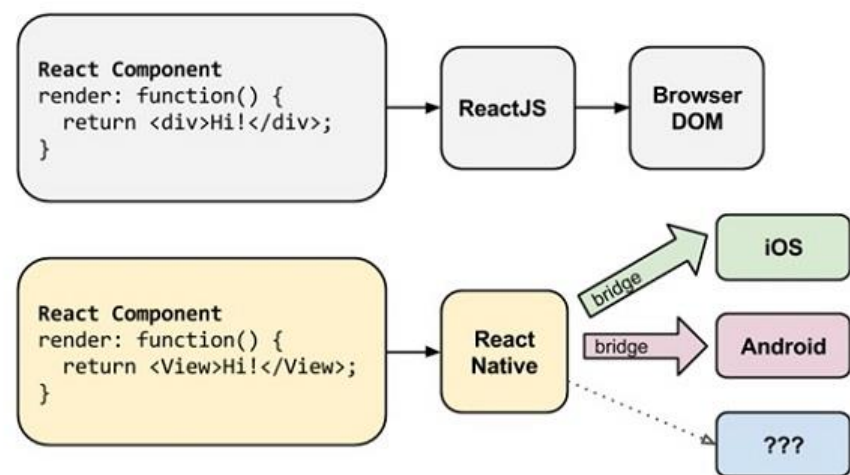 React Component
render: function() {
  return <div>Hi!</div>;
}
ReactJS
Browser
DOM
React Component
render: function() {
  return <View>Hi!</View>;
}
React
Native
bridge
iOS
bridge
Android
???